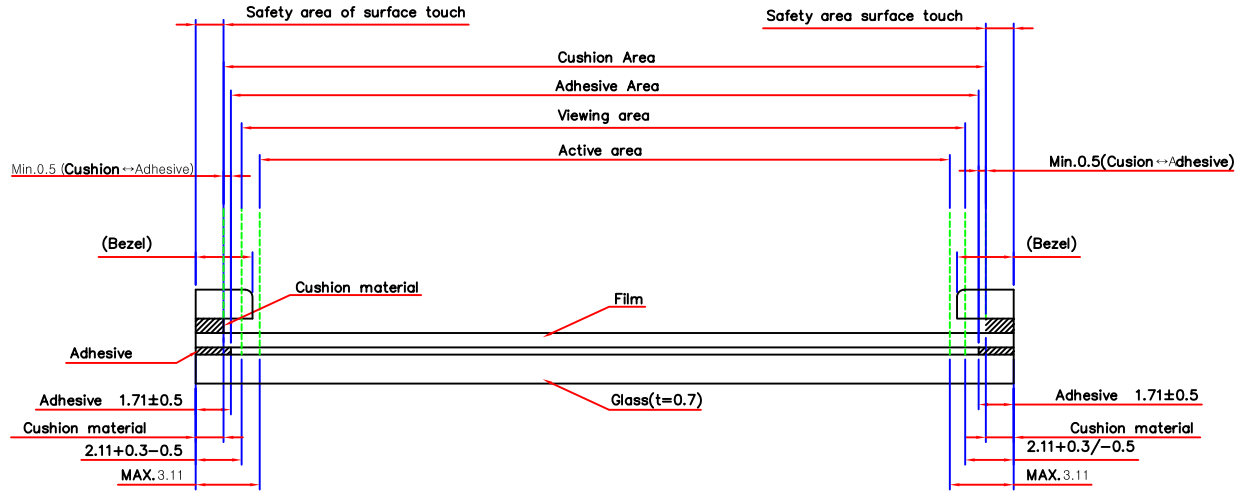 Safety area of surface touch
Safety area surface touch
Cushion Area
Adhesive Area
Viewing area
Active area
Min.0.5 (Cushion↔Adhesive)
Min.0.5(Cusion↔Adhesive)
(Bezel)
(Bezel)
Cushion material
Film
Adhesive
Glass(t=0.7)
Adhesive 1.71±0.5
Adhesive 1.71±0.5
Cushion material
Cushion material
2.11+0.3-0.5
2.11+0.3/-0.5
MAX.3.11
MAX.3.11